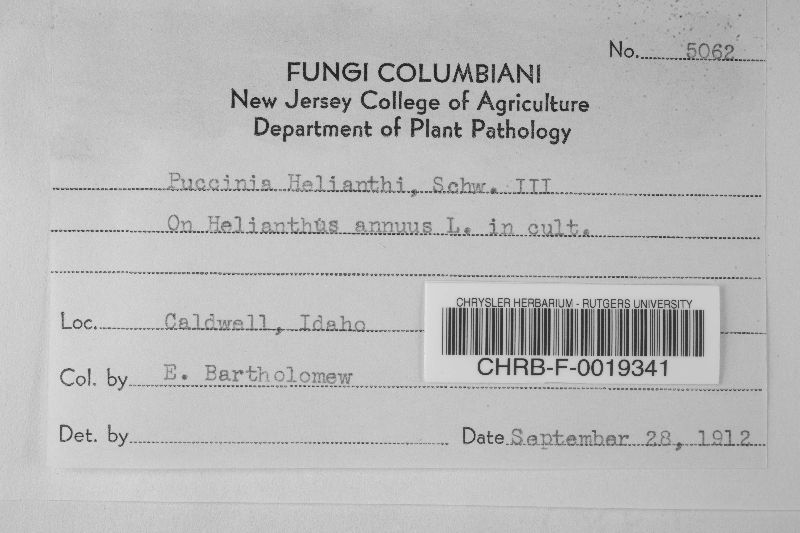 No. 5062
FUNGI COLUMBIANI
New Jersey College of Agriculture
Department of Plant Pathology
Puccinia Helianthi, Schw. III
On Helianthus annuus L. in cult.
Loc. Caldwell, Idaho
CHRYSLER HERBARIUM - RUTGERS UNIVERSITY
CHRB-F-0019341
Col. by E. Bartholomew
Det. by
Date September 28, 1912